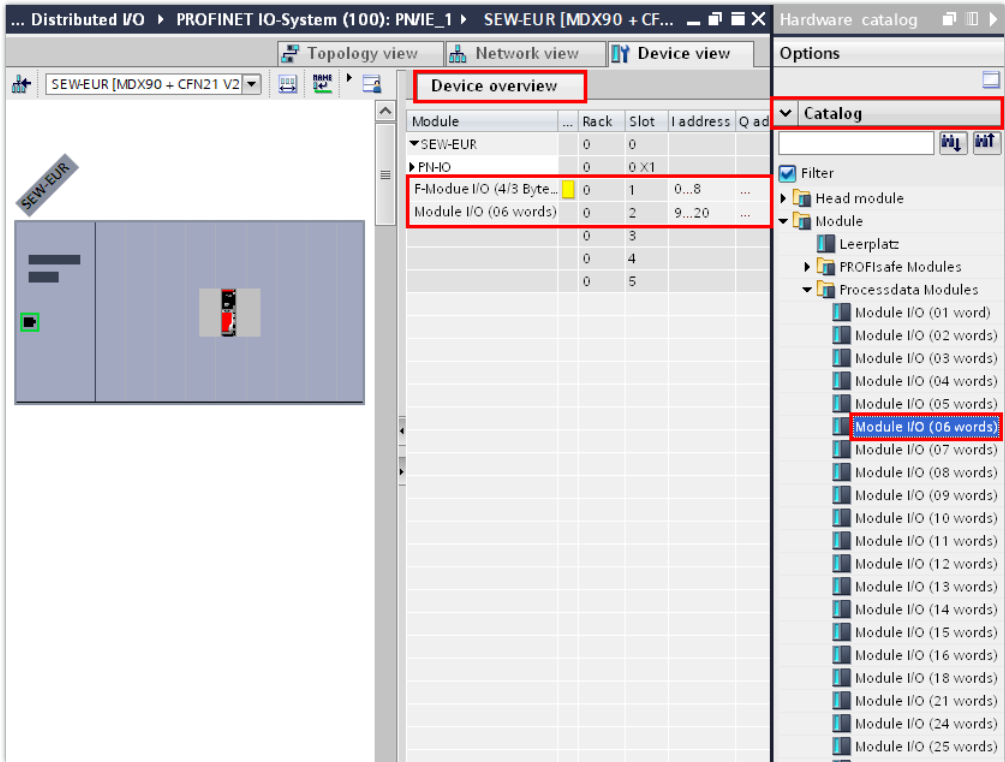 ... Distributed I/O ▸ PROFINET IO-System (100): PN/IE_1 ▸ SEW-EUR [MDX90 + CF...
Topology view
Network view
Device view
SEW-EUR [MDX90 + CFN21 V2
NAME
Device overview
Module ... Rack Slot I address Q ad
SEW-EUR 0 0
PN-IO 0 0 X1
F-Modue I/O (4/3 Byte... 0 1 0...8 ...
Module I/O (06 words) 0 2 9...20 ...
0 3
0 4
0 5
SEW-EUR
Hardware catalog
Options
Catalog
Filter
Head module
Module
Leerplatz
PROFIsafe Modules
Processdata Modules
Module I/O (01 word)
Module I/O (02 words)
Module I/O (03 words)
Module I/O (04 words)
Module I/O (05 words)
Module I/O (06 words)
Module I/O (07 words)
Module I/O (08 words)
Module I/O (09 words)
Module I/O (10 words)
Module I/O (11 words)
Module I/O (12 words)
Module I/O (13 words)
Module I/O (14 words)
Module I/O (15 words)
Module I/O (16 words)
Module I/O (18 words)
Module I/O (21 words)
Module I/O (24 words)
Module I/O (25 words)